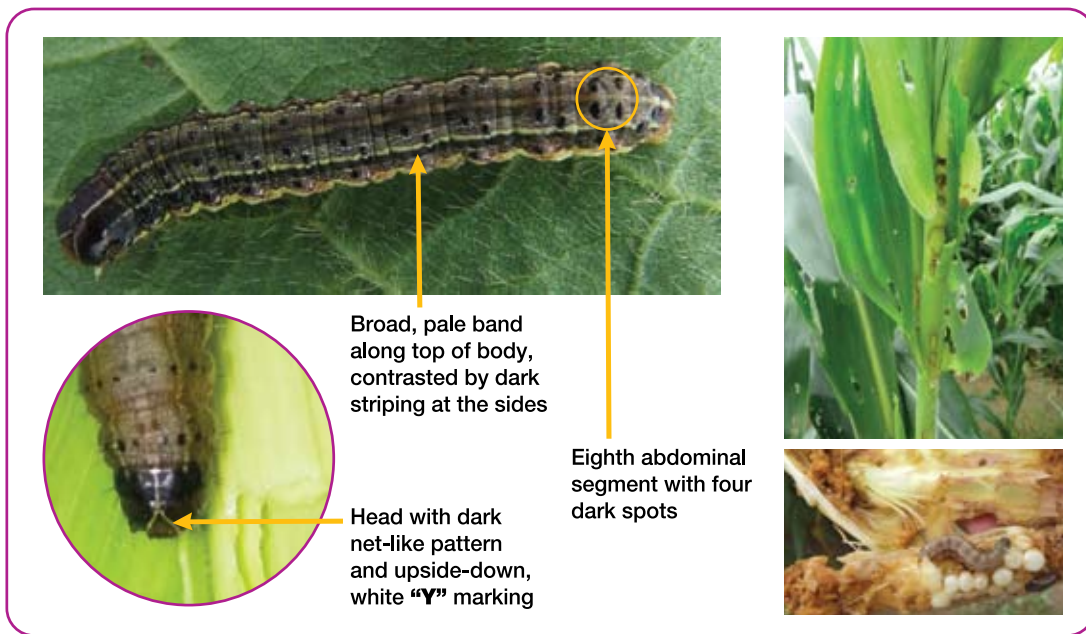 Broad, pale band
along top of body,
contrasted by dark
striping at the sides
Eighth abdominal
segment with four
dark spots
Head with dark
net-like pattern
and upside-down,
white “Y” marking